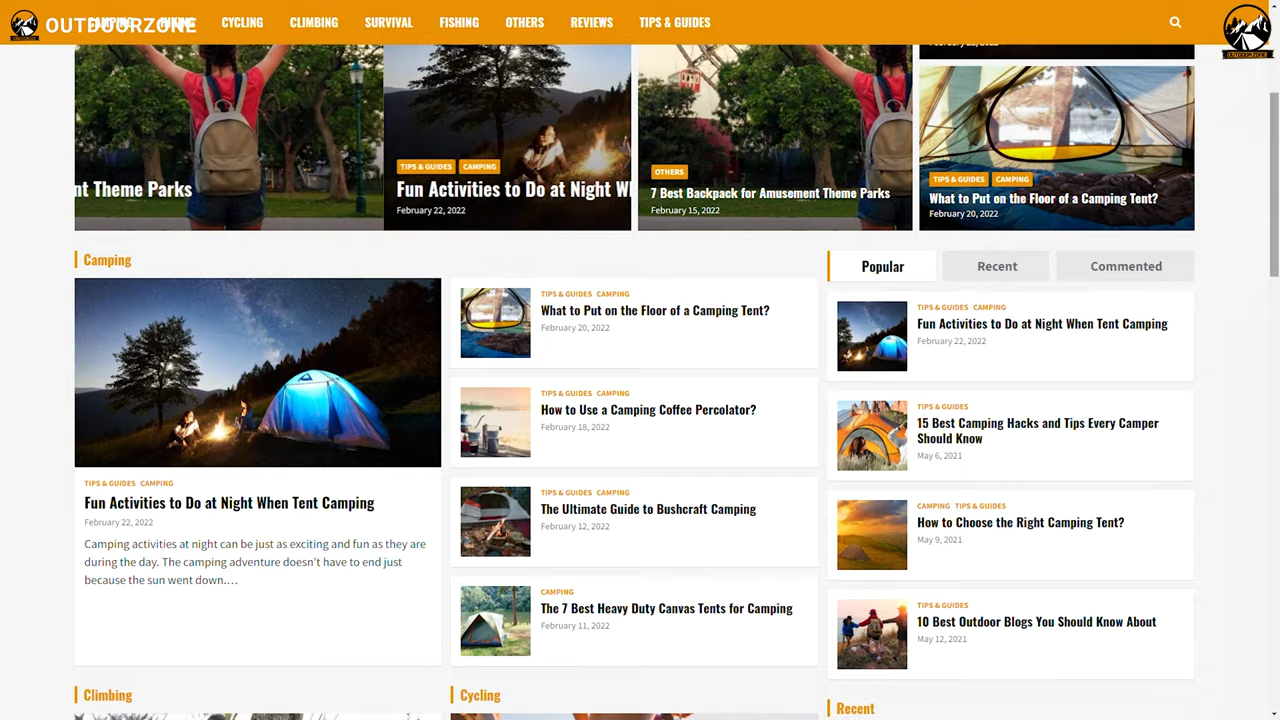 OUTDOORZONE
CAMPING HIKING CYCLING CLIMBING SURVIVAL FISHING OTHERS REVIEWS TIPS & GUIDES
OUTDOORZONE
nt Theme Parks
TIPS & GUIDES CAMPING
Fun Activities to Do at Night W
February 22, 2022
OTHERS
7 Best Backpack for Amusement Theme Parks
February 15, 2022
TIPS & GUIDES CAMPING
What to Put on the Floor of a Camping Tent?
February 20, 2022
Camping
TIPS & GUIDES CAMPING
Fun Activities to Do at Night When Tent Camping
February 22, 2022
Camping activities at night can be just as exciting and fun as they are
during the day. The camping adventure doesn't have to end just
because the sun went down.…
TIPS & GUIDES CAMPING
What to Put on the Floor of a Camping Tent?
February 20, 2022
TIPS & GUIDES CAMPING
How to Use a Camping Coffee Percolator?
February 18, 2022
TIPS & GUIDES CAMPING
The Ultimate Guide to Bushcraft Camping
February 12, 2022
CAMPING
The 7 Best Heavy Duty Canvas Tents for Camping
February 11, 2022
Popular Recent Commented
TIPS & GUIDES CAMPING
Fun Activities to Do at Night When Tent Camping
February 22, 2022
TIPS & GUIDES
15 Best Camping Hacks and Tips Every Camper
Should Know
May 6, 2021
CAMPING TIPS & GUIDES
How to Choose the Right Camping Tent?
May 9, 2021
TIPS & GUIDES
10 Best Outdoor Blogs You Should Know About
May 12, 2021
Climbing
Cycling
Recent